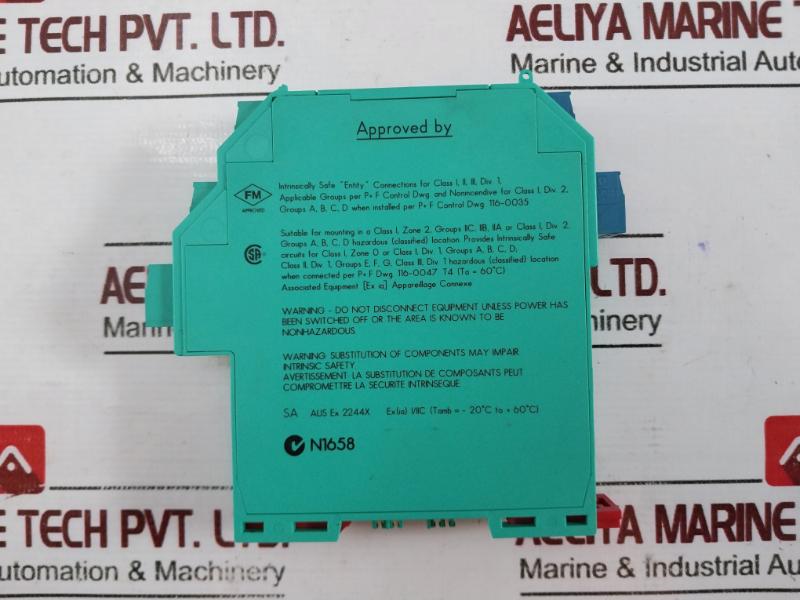 E TECH PVT. LTD.
Automation & Machinery
AELIYA MARINE
Marine & Industrial Auto
Approved by
FM
APPROVED
Intrinsically Safe "Entity" Connections for Class I, II, III, Div. 1,
Applicable Groups per P+F Control Dwg. and Nonincendive for Class I, Div. 2,
Groups A, B, C, D when installed per P+F Control Dwg. 116-0035
Suitable for mounting in a Class I, Zone 2, Groups IIC, IIB, IIA or Class I, Div. 2,
Groups A, B, C, D hazardous (classified) location Provides Intrinsically Safe
circuits for Class I, Zone 0 or Class I, Div. 1, Groups A, B, C, D;
Class II, Div. 1, Groups E, F, G, Class III, Div 1 hazardous (classified) location
when connected per P+F Dwg. 116-0047 T4 (Ta = 60°C)
Associated Equipment [Ex ia] Appareillage Connexe
WARNING - DO NOT DISCONNECT EQUIPMENT UNLESS POWER HAS
BEEN SWITCHED OFF OR THE AREA IS KNOWN TO BE
NONHAZARDOUS.
WARNING SUBSTITUTION OF COMPONENTS MAY IMPAIR
INTRINSIC SAFETY.
AVERTISSEMENT LA SUBSTITUTION DE COMPOSANTS PEUT
COMPROMETTRE LA SECURITE INTRINSEQUE.
SA AUS Ex 2244X Ex(ia) I/IIC (Tamb = - 20°C to + 60°C)
N1658
LTD.
inery
E TECH PVT. LTD.
Automation & Machinery
AELIYA MARINE
Marine & Industrial Auto